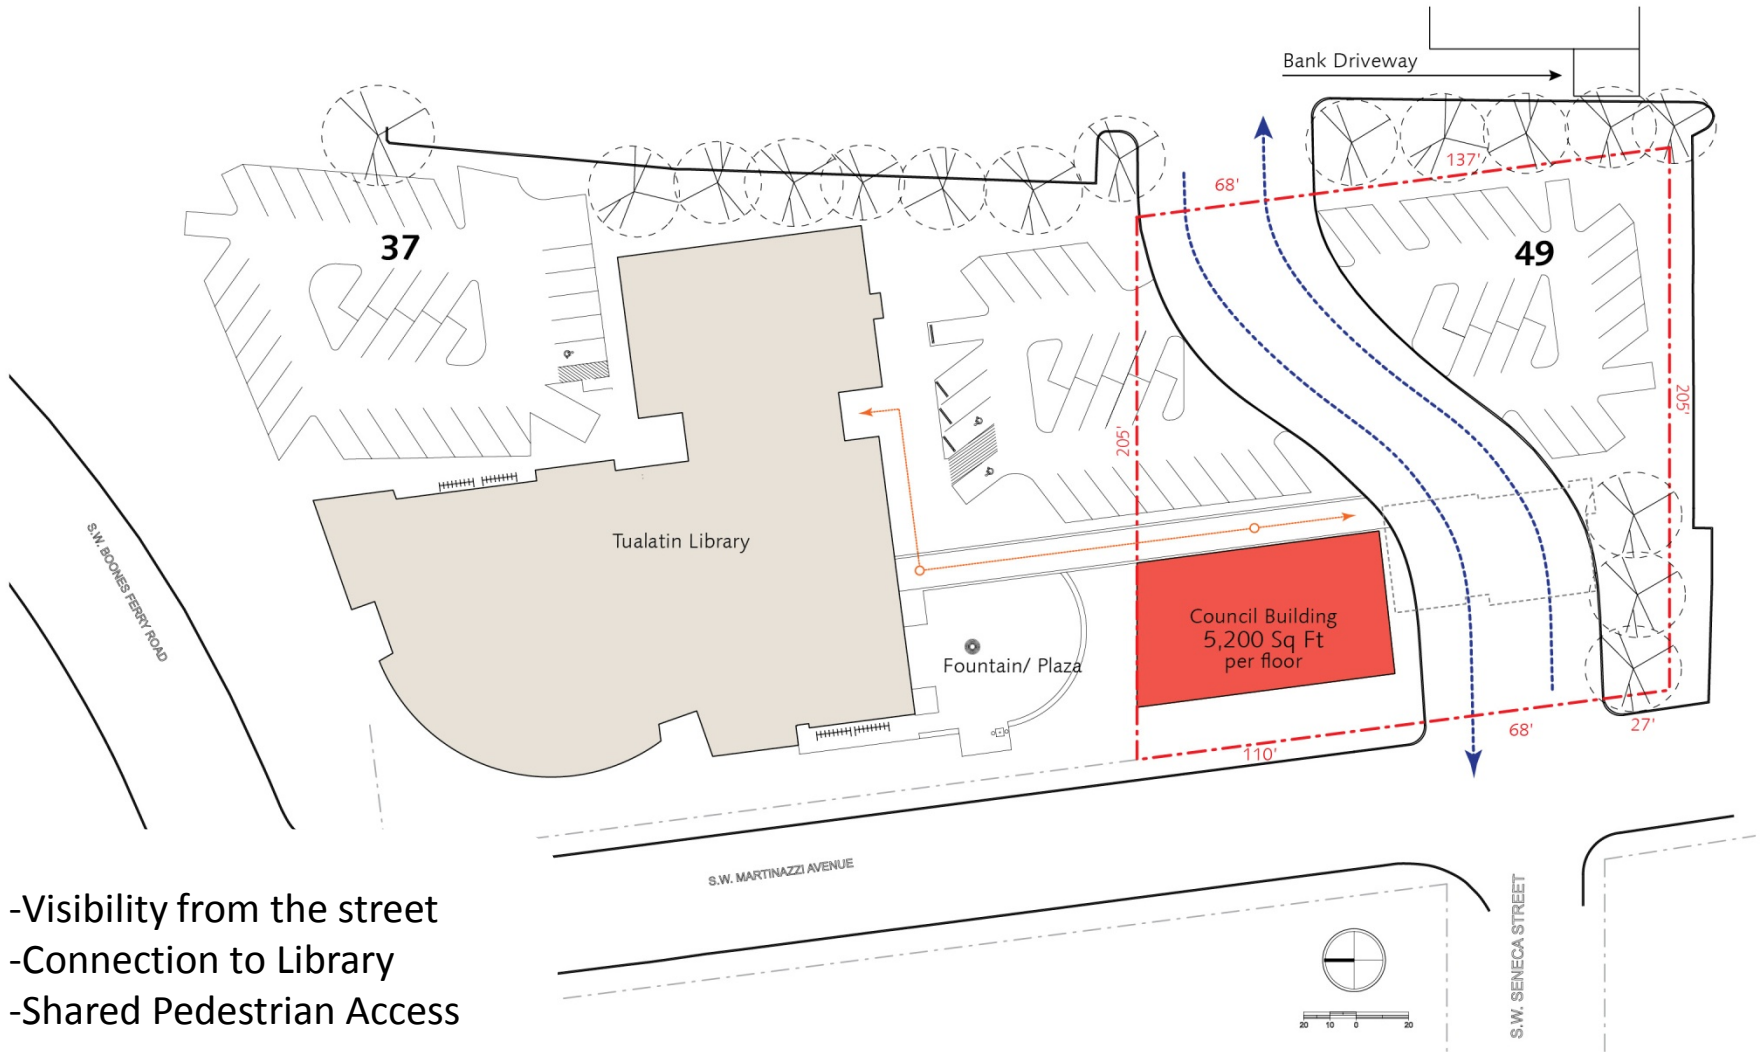 Bank Driveway
137'
68'
37
49
205'
205'
Tualatin Library
S.W. BOONES FERRY ROAD
Council Building
5,200 Sq Ft
per floor
Fountain/ Plaza
27'
68'
110'
S.W. MARTINAZZI AVENUE
S.W. SENECA STREET
-Visibility from the street
-Connection to Library
-Shared Pedestrian Access
20 10 0 20